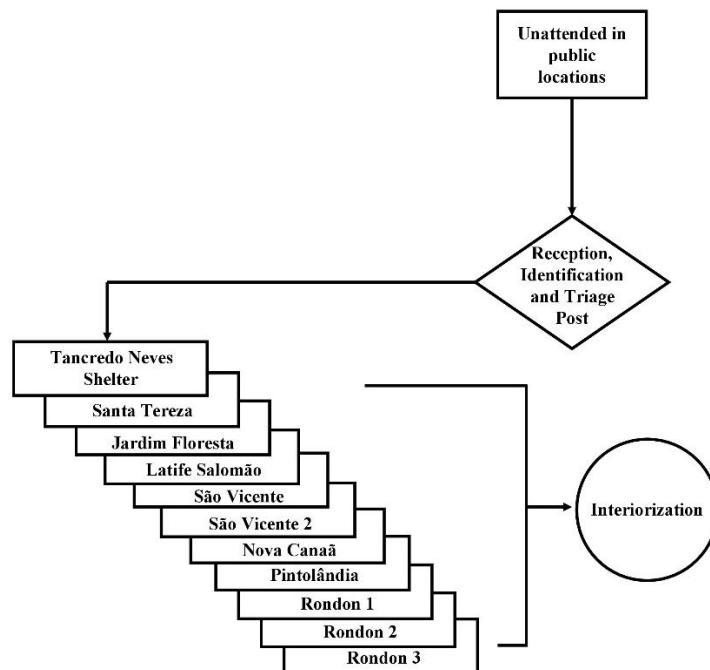 Unattended in
public
locations
Reception,
Identification
and Triage
Post
Tancredo Neves
Shelter
Santa Tereza
Jardim Floresta
Latife Salomão
São Vicente
São Vicente 2
Nova Canaã
Pintolândia
Rondon 1
Rondon 2
Rondon 3
Interiorization